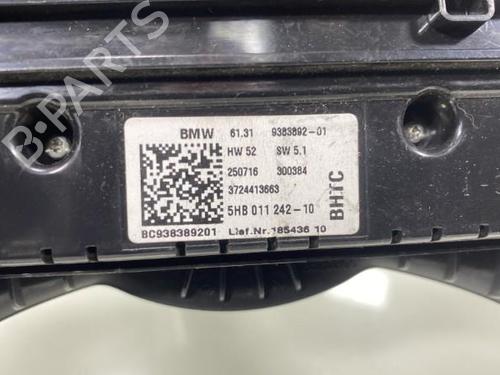 B-PARTS
BMW 61.31 9383892-01
HW 52 SW 5.1
250716 300384
3724413663
5HB 011 242-10
BHTC
BC938389201 Lief.Nr.185436 10